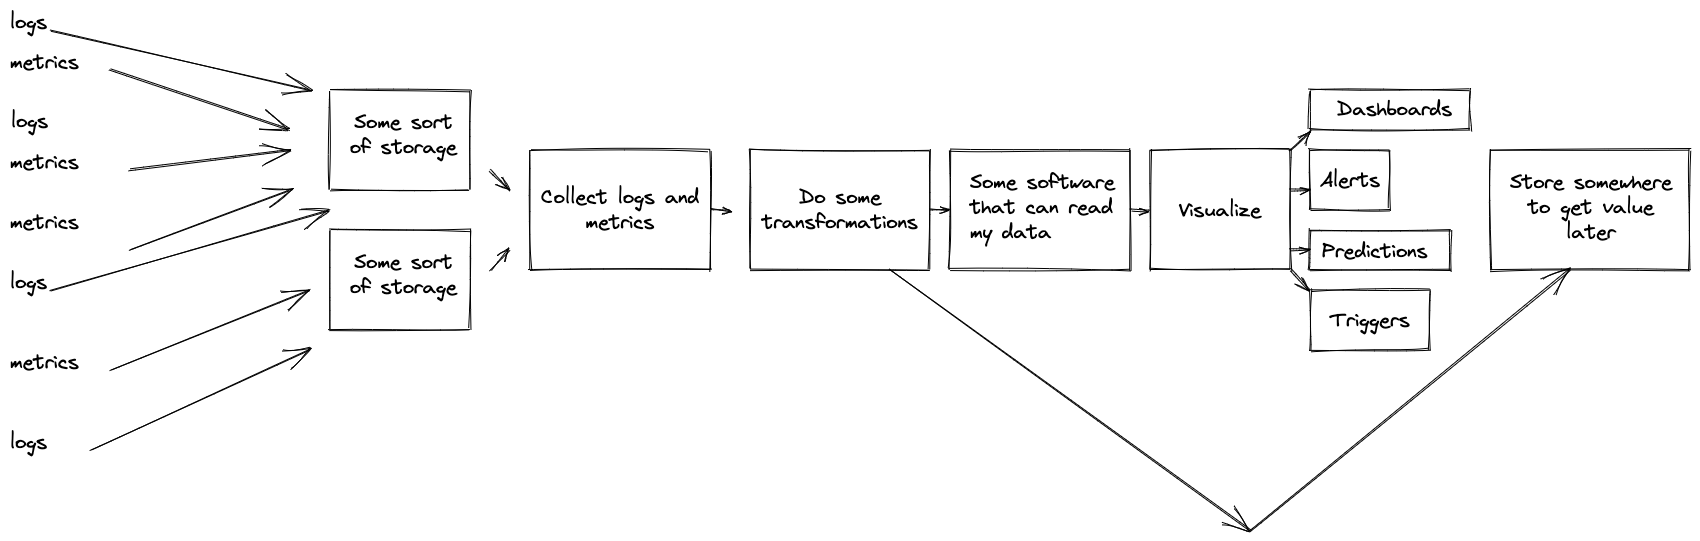 logs
metrics
logs
metrics
metrics
logs
metrics
logs
Some sort
of storage
Some sort
of storage
Collect logs and
metrics
Do some
transformations
Some software
that can read
my data
Visualize
Dashboards
Alerts
Predictions
Triggers
Store somewhere
to get value
later